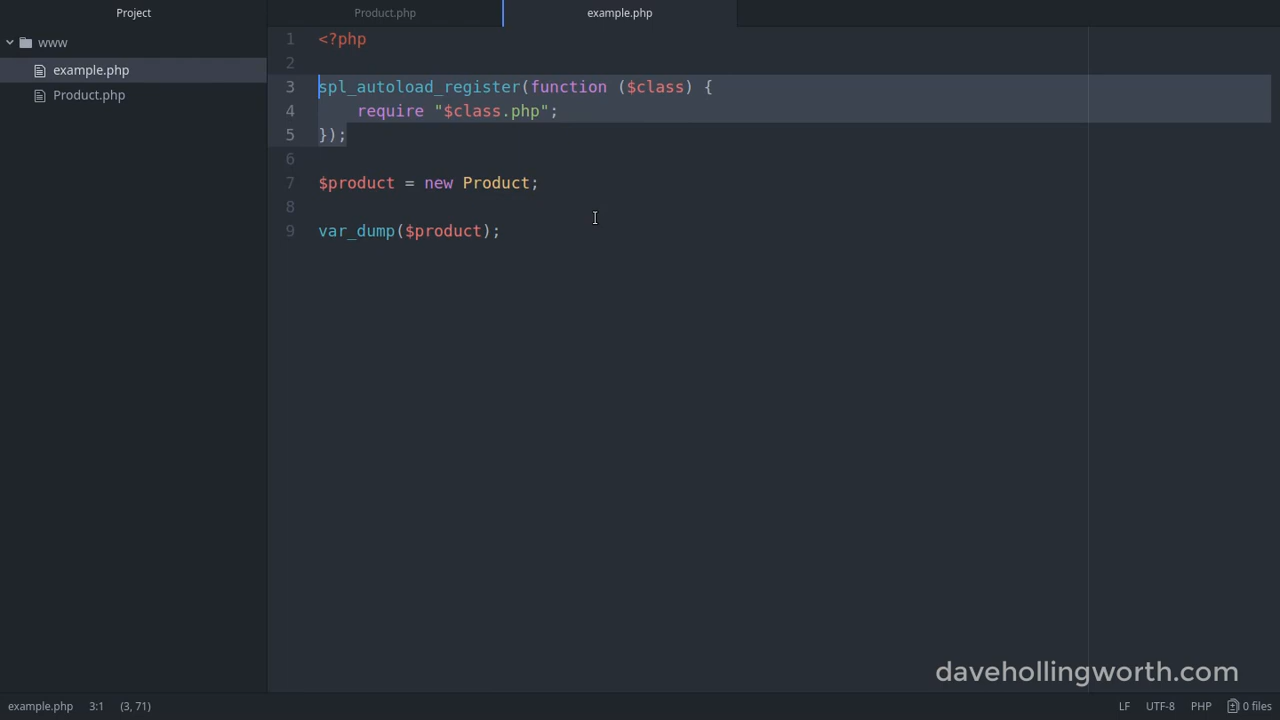 Project
Product.php
example.php
www
example.php
Product.php
1 <?php
2
3 spl_autoload_register(function ($class) {
4     require "$class.php";
5 });
6
7 $product = new Product;
8
9 var_dump($product);
davehollingworth.com
example.php 3:1 (3, 71) LF UTF-8 PHP 0 files